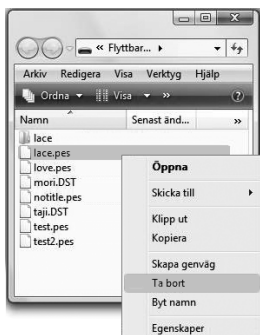 « Flyttbar...
Arkiv Redigera Visa Verktyg Hjälp
Ordna Visa »
Namn Senast änd... »
lace
lace.pes
love.pes
mori.DST
notitle.pes
taji.DST
test.pes
test2.pes
Öppna
Skicka till
Klipp ut
Kopiera
Skapa genväg
Ta bort
Byt namn
Egenskaper